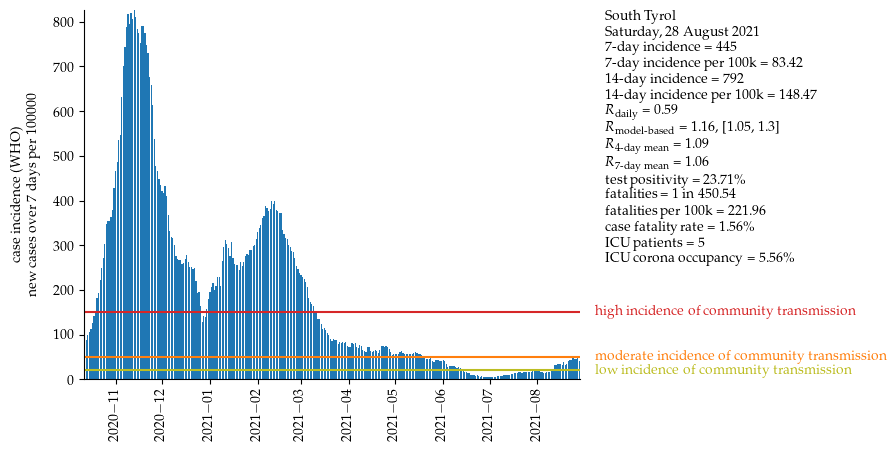 South Tyrol
Saturday, 28 August 2021
7-day incidence = 445
7-day incidence per 100k = 83.42
14-day incidence = 792
14-day incidence per 100k = 148.47
R_daily = 0.59
R_model-based = 1.16, [1.05, 1.3]
R_4-day mean = 1.09
R_7-day mean = 1.06
test positivity = 23.71%
fatalities = 1 in 450.54
fatalities per 100k = 221.96
case fatality rate = 1.56%
ICU patients = 5
ICU corona occupancy = 5.56%
case incidence (WHO)
new cases over 7 days per 100000
800
700
600
500
400
300
200
100
0
high incidence of community transmission
moderate incidence of community transmission
low incidence of community transmission
2020−11
2020−12
2021−01
2021−02
2021−03
2021−04
2021−05
2021−06
2021−07
2021−08